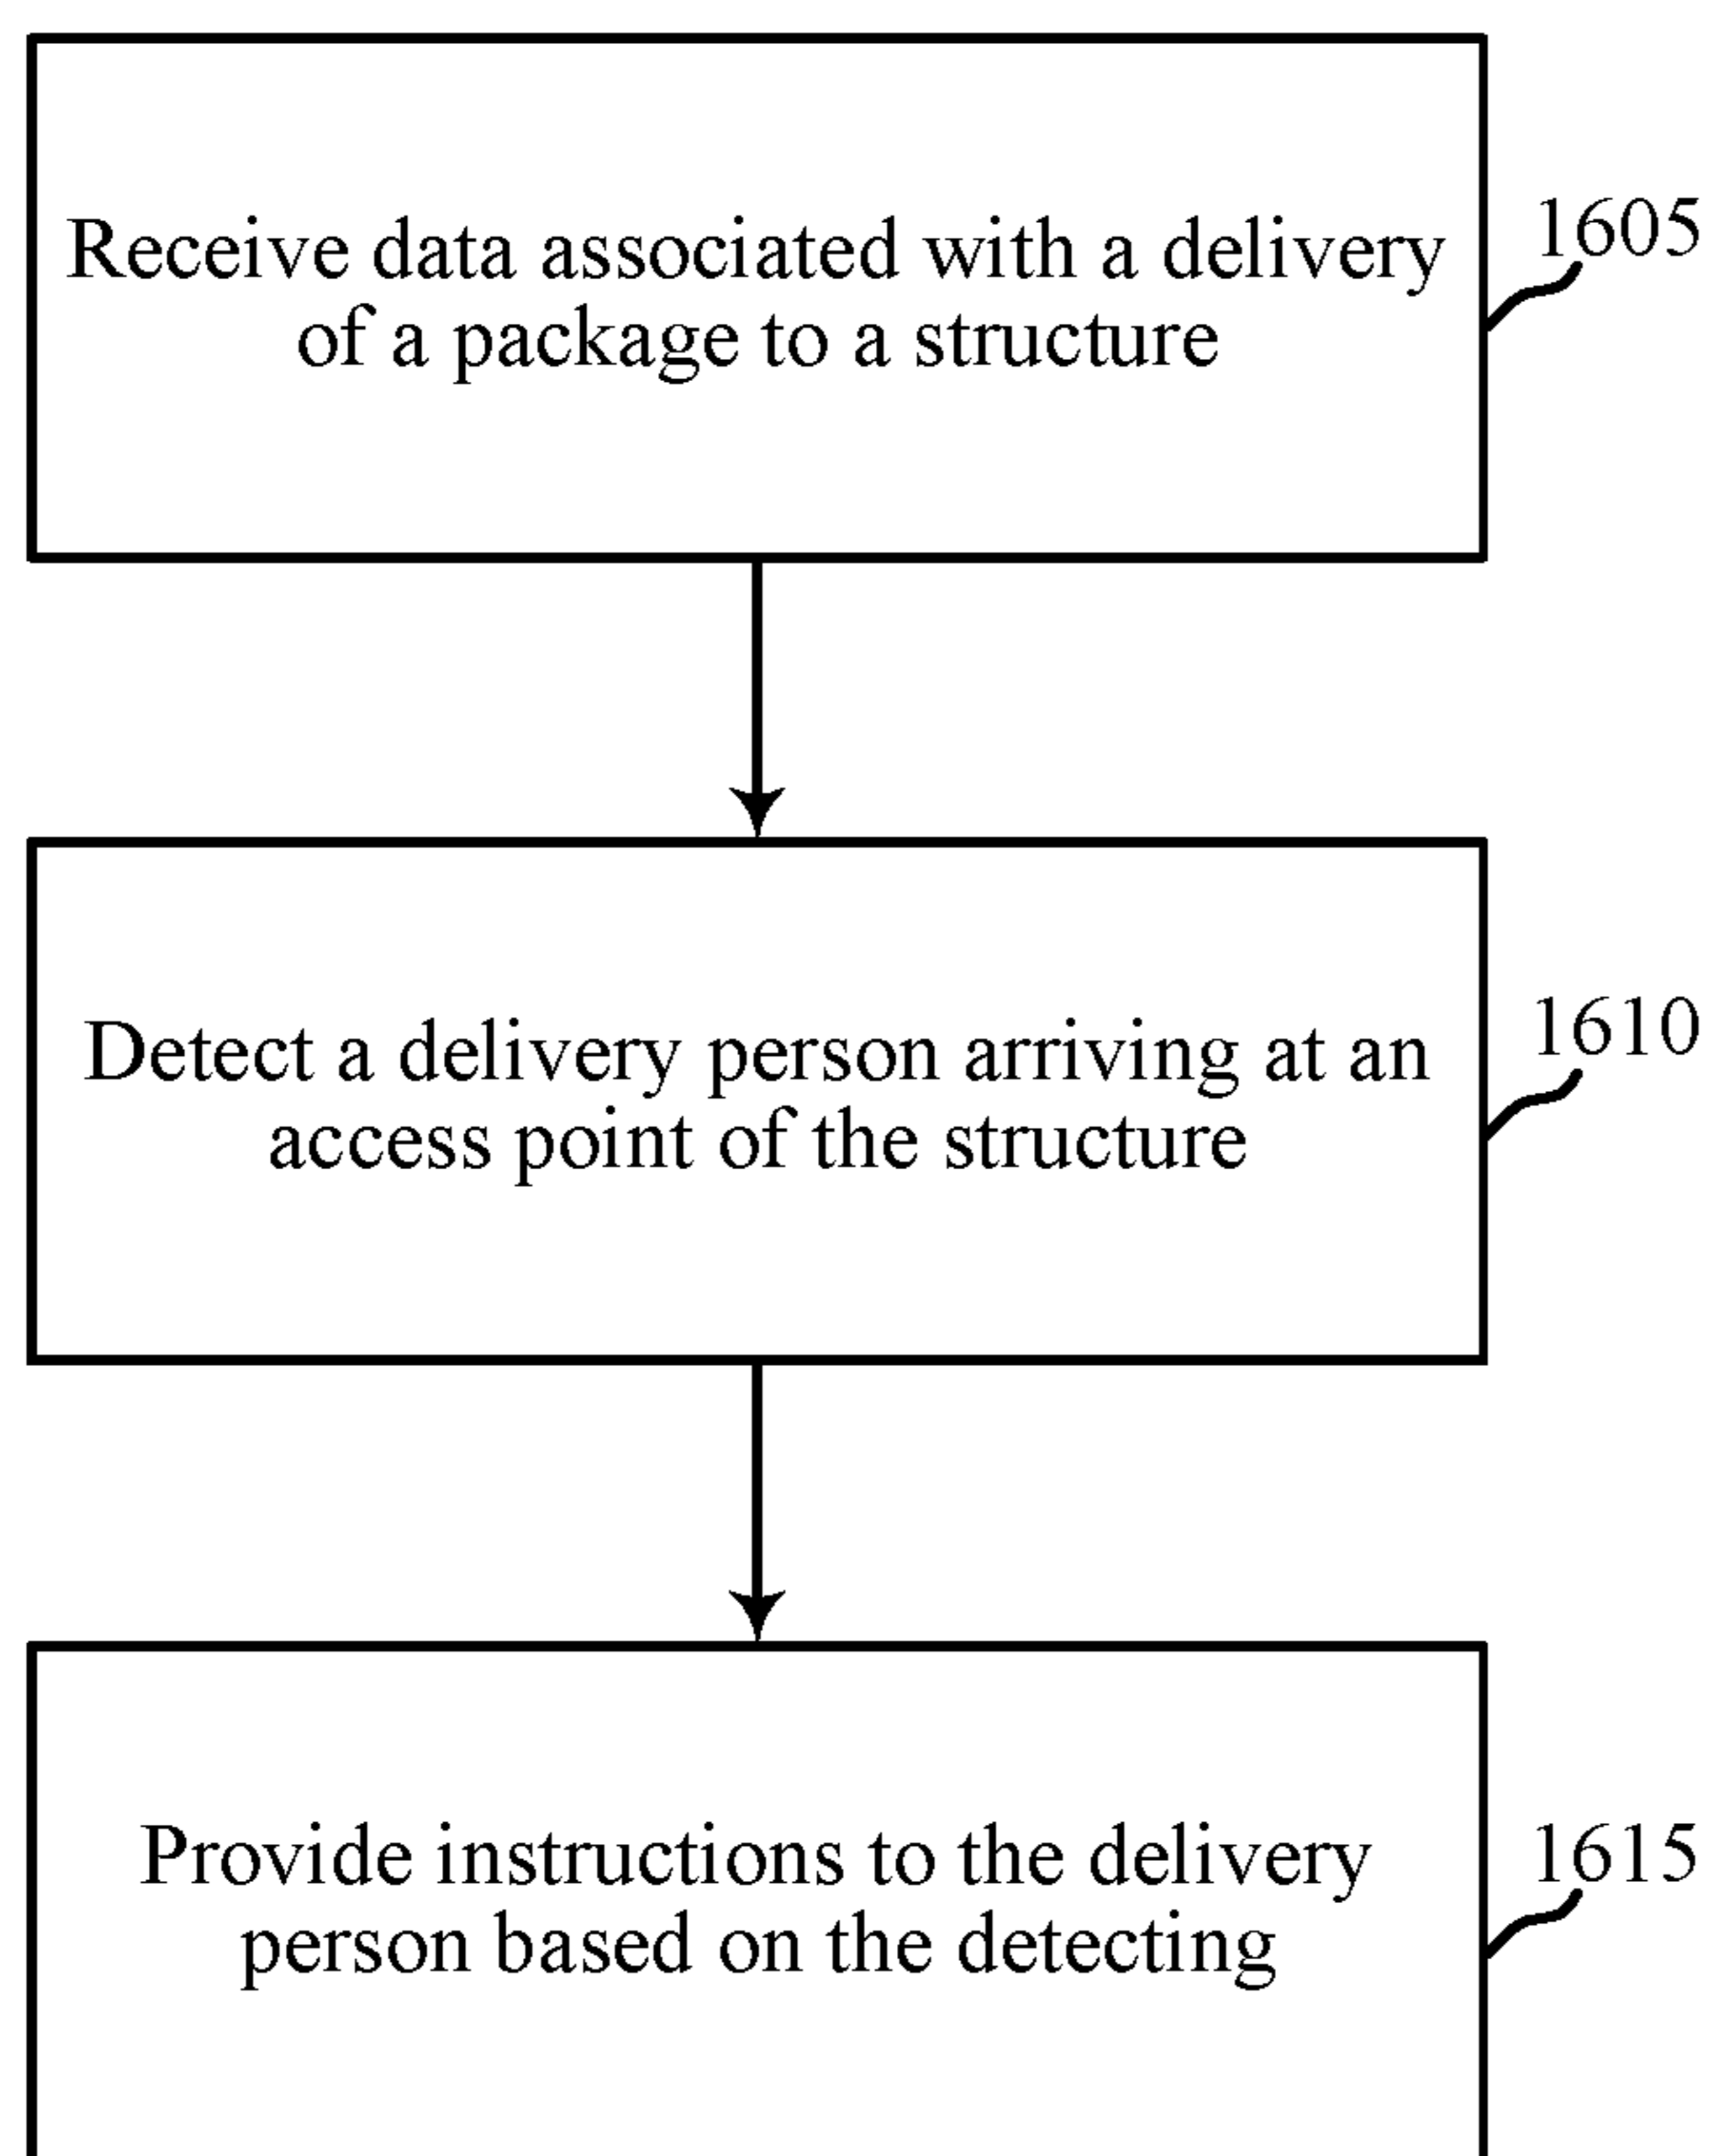 Receive data associated with a delivery
of a package to a structure
1605
Detect a delivery person arriving at an
access point of the structure
1610
Provide instructions to the delivery
person based on the detecting
1615